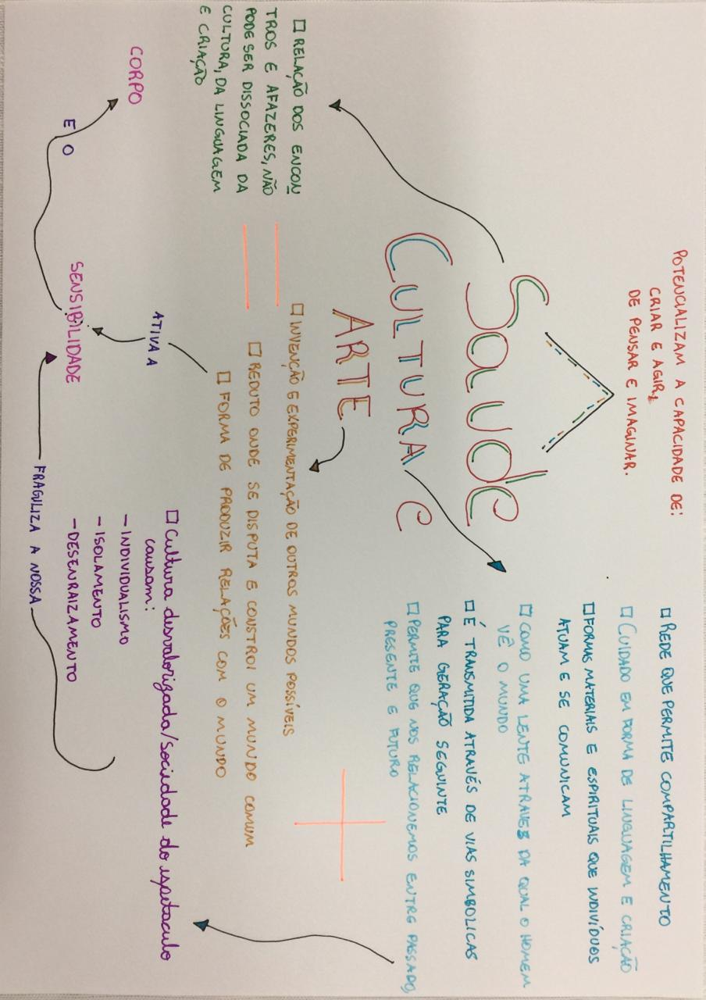 POTENCIALIZAM A CAPACIDADE DE:
CRIAR E AGIR,
DE PENSAR E IMAGINAR.
Saude
CULTURA e
ARTE
□ RELAÇÃO DOS ENCON
TROS E AFAZERES, NÃO
PODE SER DISSOCIADA DA
CULTURA, DA LINGUAGEM
E CRIAÇÃO
□ REDE QUE PERMITE COMPARTILHAMENTO
□ CUIDADO EM FORMA DE LINGUAGEM E CRIAÇÃO
□ FORMAS MATERIAIS E ESPIRITUAIS QUE INDIVÍDUOS
ATUAM E SE COMUNICAM
□ COMO UMA LENTE ATRAVES DA QUAL O HOMEM
VÊ O MUNDO
□ É TRANSMITIDA ATRAVÉS DE VIAS SIMBOLICAS
PARA GERAÇÃO SEGUINTE
□ PERMITE QUE NOS RELACIONEMOS ENTRE PASSADO,
PRESENTE E FUTURO
□ INVENÇÃO E EXPERIMENTAÇÃO DE OUTROS MUNDOS POSSÍVEIS
□ REDUTO ONDE SE DISPUTA E CONSTROI UM MUNDO COMUM
□ FORMA DE PRODUZIR RELAÇÕES COM O MUNDO
ATIVA A
SENSIBILIDADE
E O
CORPO
□ Cultura desvalorizada/sociedade do espetaculo
causam:
- INDIVIDUALISMO
- ISOLAMENTO
- DESENRAIZAMENTO
FRAGILIZA A NOSSA